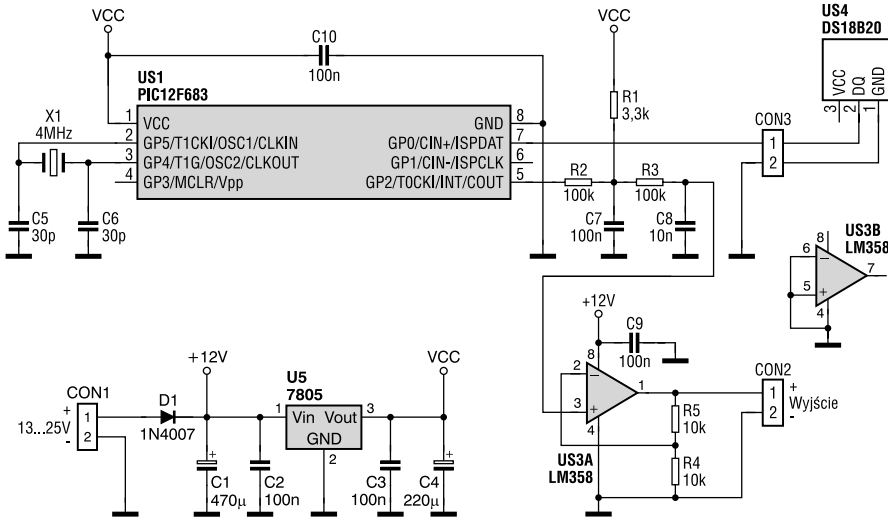 VCC
C10
100n
VCC
US4
DS18B20
US1
PIC12F683
3 VCC
2 DQ
1 GND
X1
4MHz
1 VCC
2 GP5/T1CKI/OSC1/CLKIN
3 GP4/T1G/OSC2/CLKOUT
4 GP3/MCLR/Vpp
GND 8
GP0/CIN+/ISPDAT 7
GP1/CIN-/ISPCLK 6
GP2/T0CKI/INT/COUT 5
R1
3,3k
CON3
1
2
R2
100k
R3
100k
C5
30p
C6
30p
C7
100n
C8
10n
US3B
LM358
8
6 −
7
5 +
4
+12V
C9
100n
8
2 −
1
3 +
4
US3A
LM358
R5
10k
R4
10k
CON2
1
2
+
Wyjście
-
CON1
+
13...25V
-
1
2
D1
1N4007
+12V
U5
7805
1 Vin Vout 3
GND
2
VCC
+
C1
470µ
C2
100n
C3
100n
+
C4
220µ